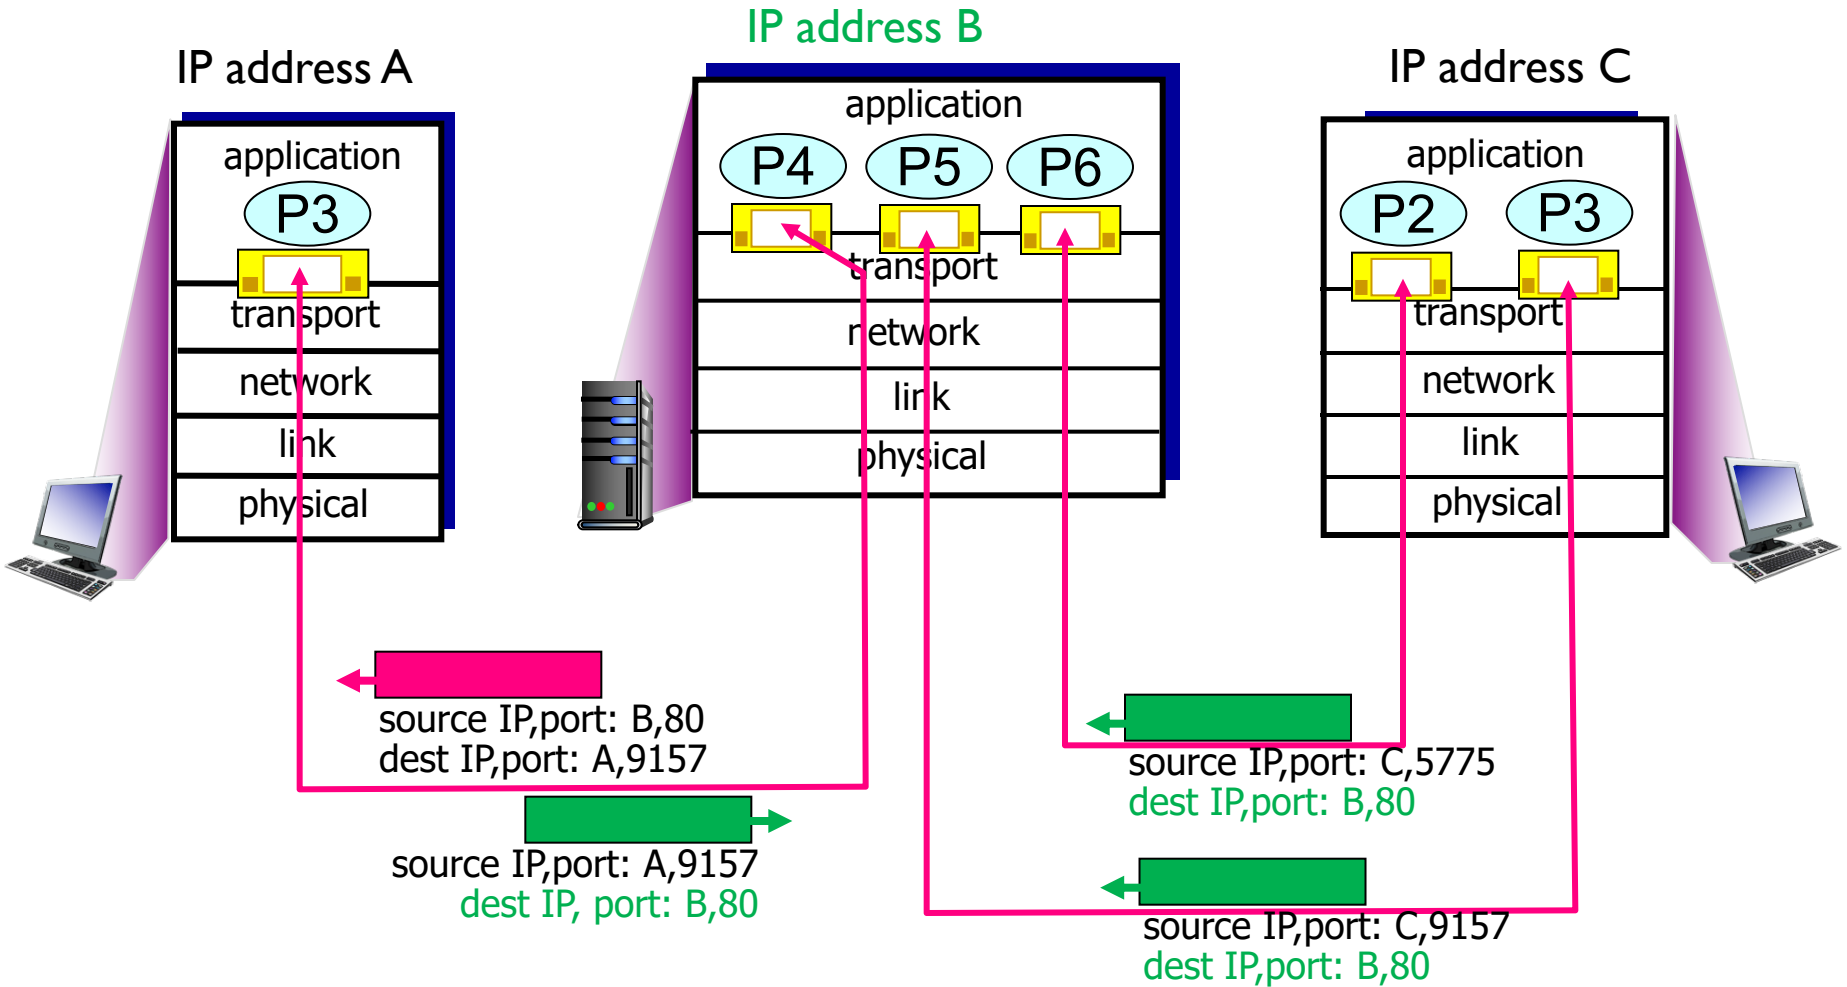 IP address A
application
P3
transport
network
link
physical
IP address B
application
P4 P5 P6
transport
network
link
physical
IP address C
application
P2 P3
transport
network
link
physical
source IP,port: B,80
dest IP,port: A,9157
source IP,port: A,9157
dest IP, port: B,80
source IP,port: C,5775
dest IP,port: B,80
source IP,port: C,9157
dest IP,port: B,80